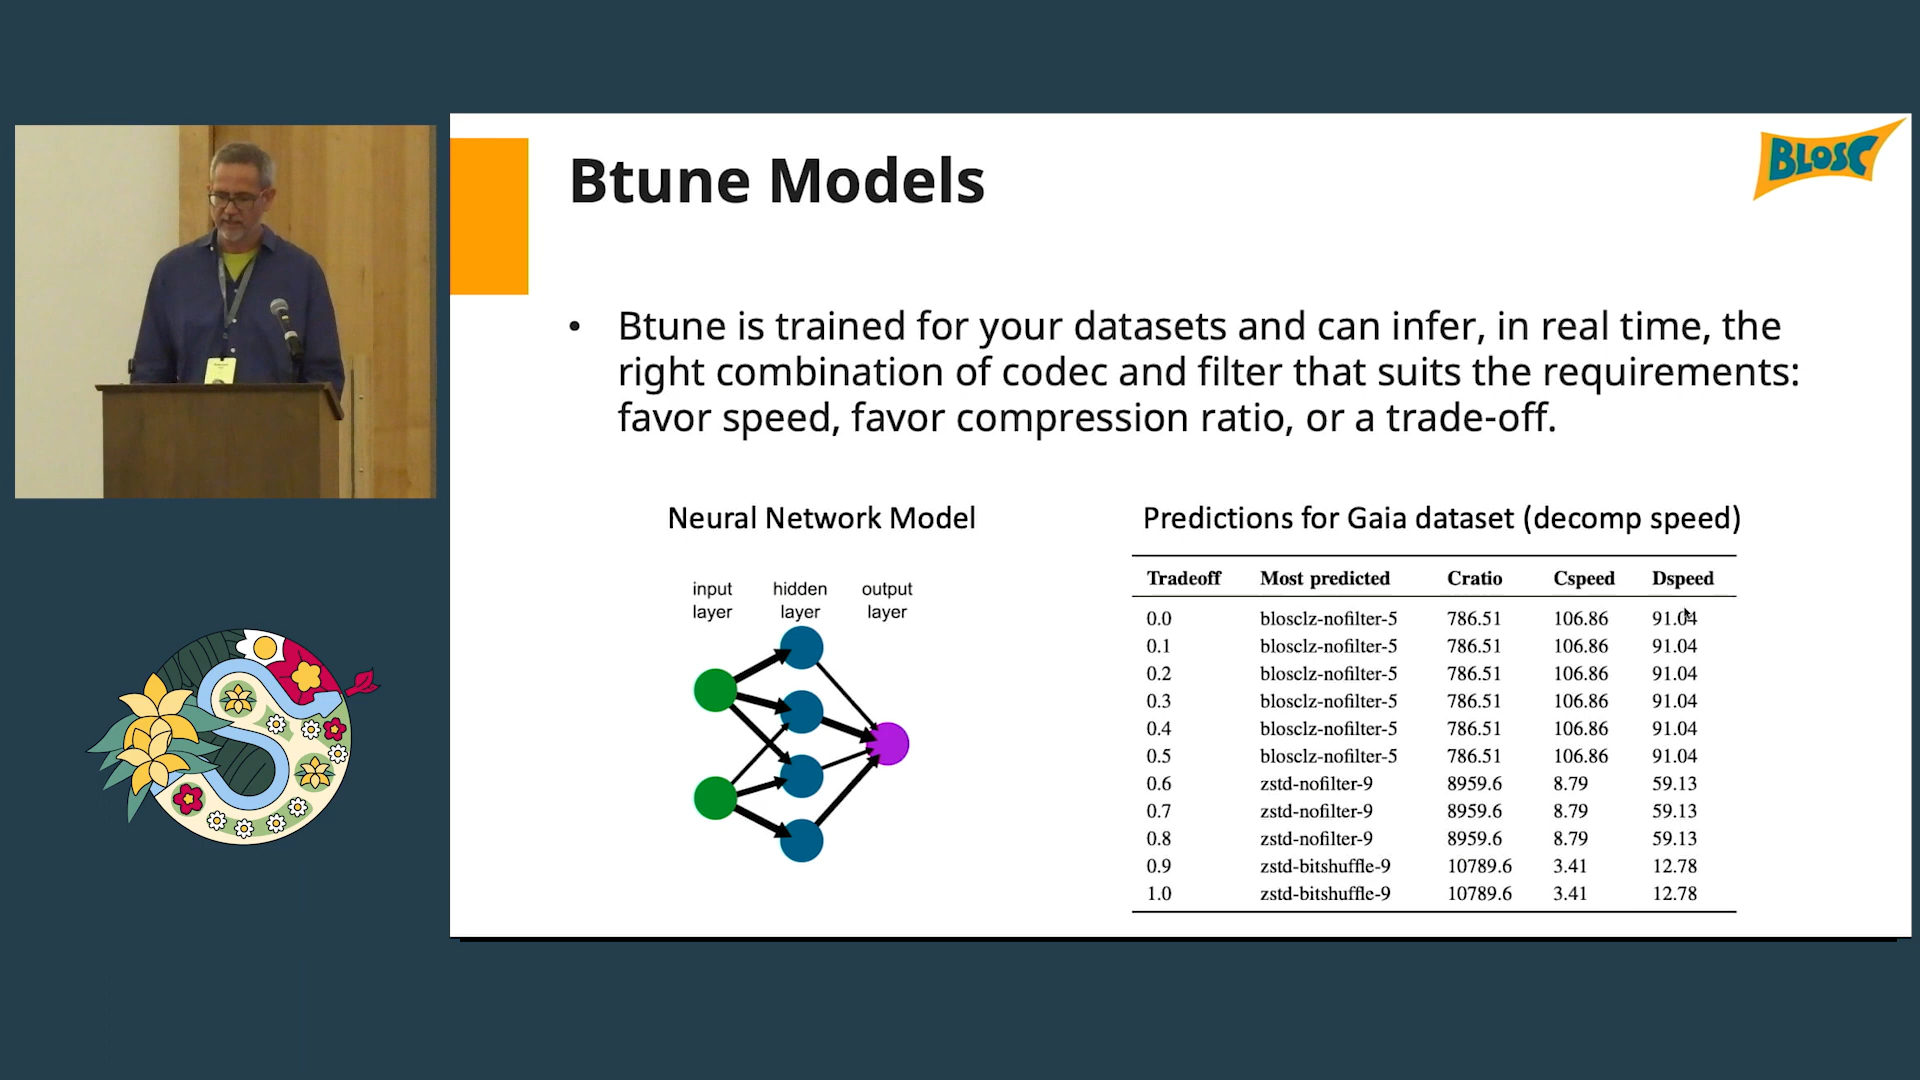 BLOSC
Btune Models
• Btune is trained for your datasets and can infer, in real time, the
right combination of codec and filter that suits the requirements:
favor speed, favor compression ratio, or a trade-off.
Neural Network Model
input layer
hidden layer
output layer
Predictions for Gaia dataset (decomp speed)
Tradeoff Most predicted Cratio Cspeed Dspeed
0.0 blosclz-nofilter-5 786.51 106.86 91.04
0.1 blosclz-nofilter-5 786.51 106.86 91.04
0.2 blosclz-nofilter-5 786.51 106.86 91.04
0.3 blosclz-nofilter-5 786.51 106.86 91.04
0.4 blosclz-nofilter-5 786.51 106.86 91.04
0.5 blosclz-nofilter-5 786.51 106.86 91.04
0.6 zstd-nofilter-9 8959.6 8.79 59.13
0.7 zstd-nofilter-9 8959.6 8.79 59.13
0.8 zstd-nofilter-9 8959.6 8.79 59.13
0.9 zstd-bitshuffle-9 10789.6 3.41 12.78
1.0 zstd-bitshuffle-9 10789.6 3.41 12.78